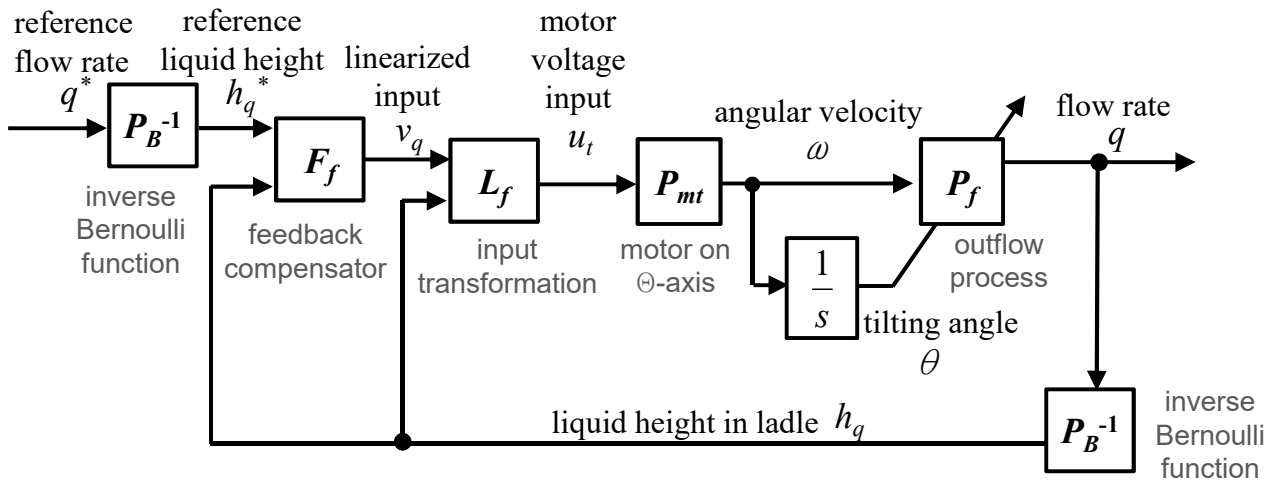 reference
flow rate
q*
P_B^-1
inverse
Bernoulli
function
reference
liquid height
h_q*
F_f
feedback
compensator
linearized
input
v_q
L_f
input
transformation
motor
voltage
input
u_t
P_mt
motor on
Θ-axis
angular velocity
ω
1
s
tilting angle
θ
P_f
outflow
process
flow rate
q
liquid height in ladle h_q
P_B^-1
inverse
Bernoulli
function